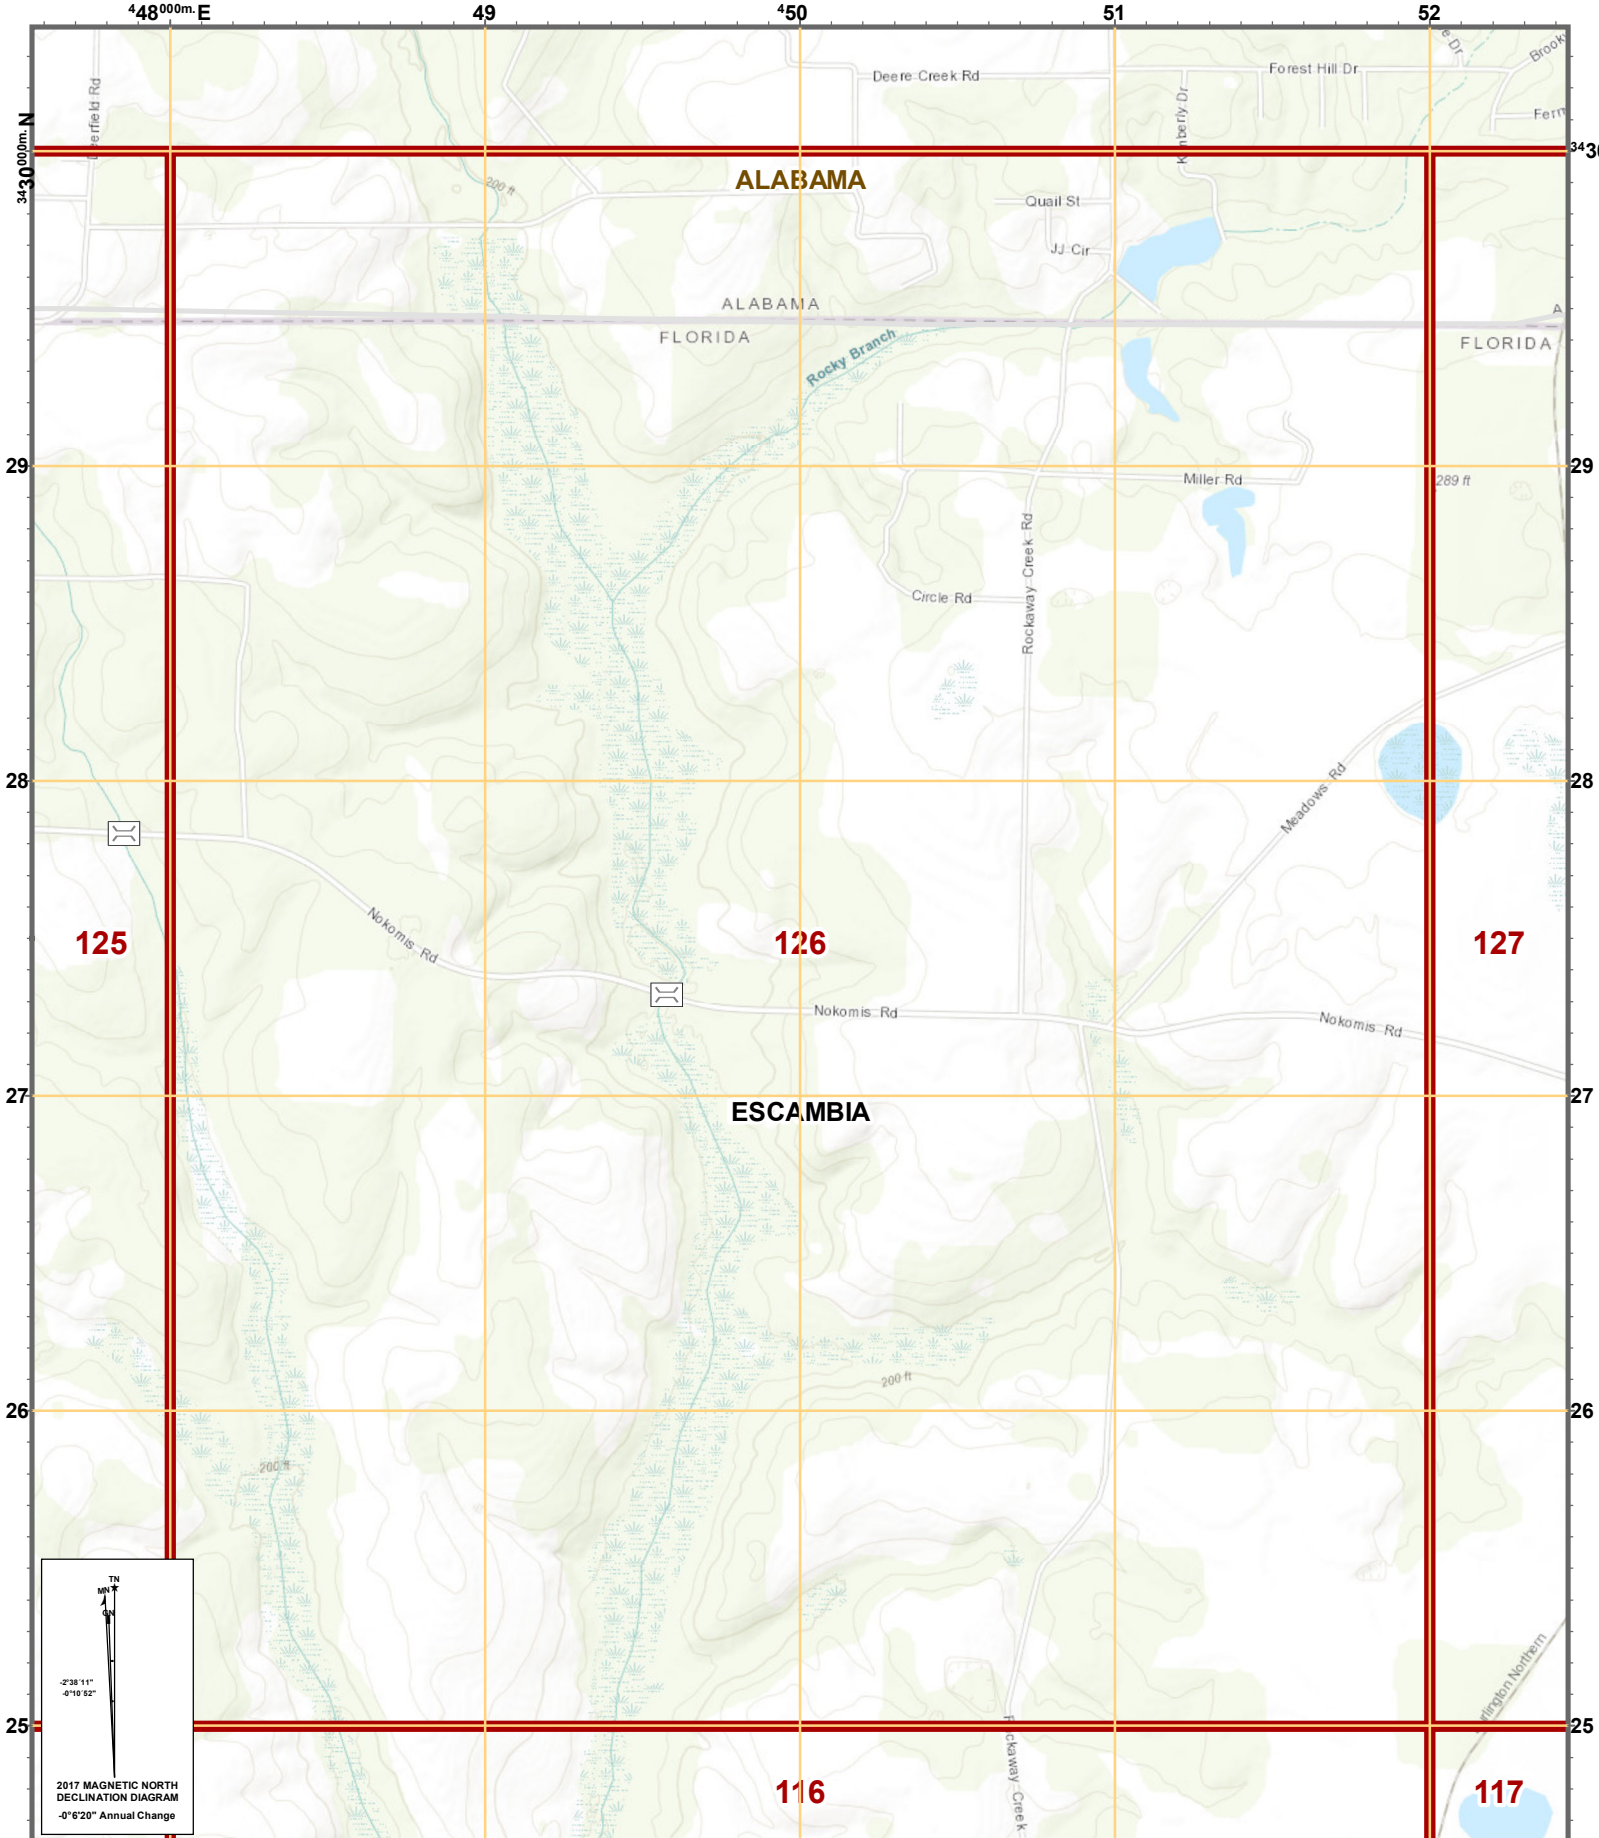 448000m. E
49
450
51
52
Deere Creek Rd
Forest Hill Dr
e Dr
Brook
Deerfield Rd
Kimberly Dr
Fern
3430000m. N
3430
ALABAMA
200 ft
Quail St
JJ Cir
ALABAMA
A
FLORIDA
FLORIDA
Rocky Branch
29
29
Miller Rd
289 ft
Rockaway Creek Rd
Circle Rd
28
28
Meadows Rd
125
Nokomis Rd
126
127
Nokomis Rd
Nokomis Rd
27
27
ESCAMBIA
200 ft
26
26
200 ft
TN
MN
GN
-2°38'11"
-0°10'52"
2017 MAGNETIC NORTH
DECLINATION DIAGRAM
-0°6'20" Annual Change
rlington Northern
25
25
Rockaway Creek
116
117